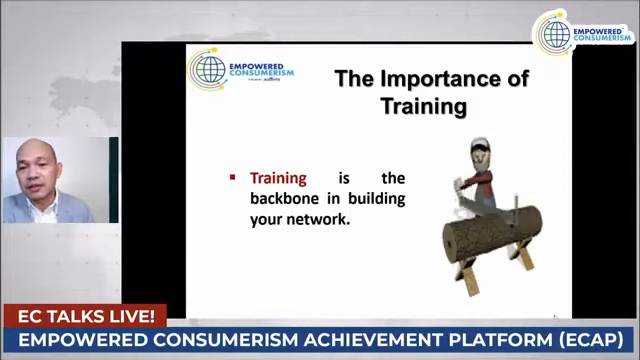 EMPOWERED
CONSUMERISM
EMPOWERED
CONSUMERISM
The Importance of
Training
▪ Training is the
backbone in building
your network.
EC TALKS LIVE!
EMPOWERED CONSUMERISM ACHIEVEMENT PLATFORM (ECAP)